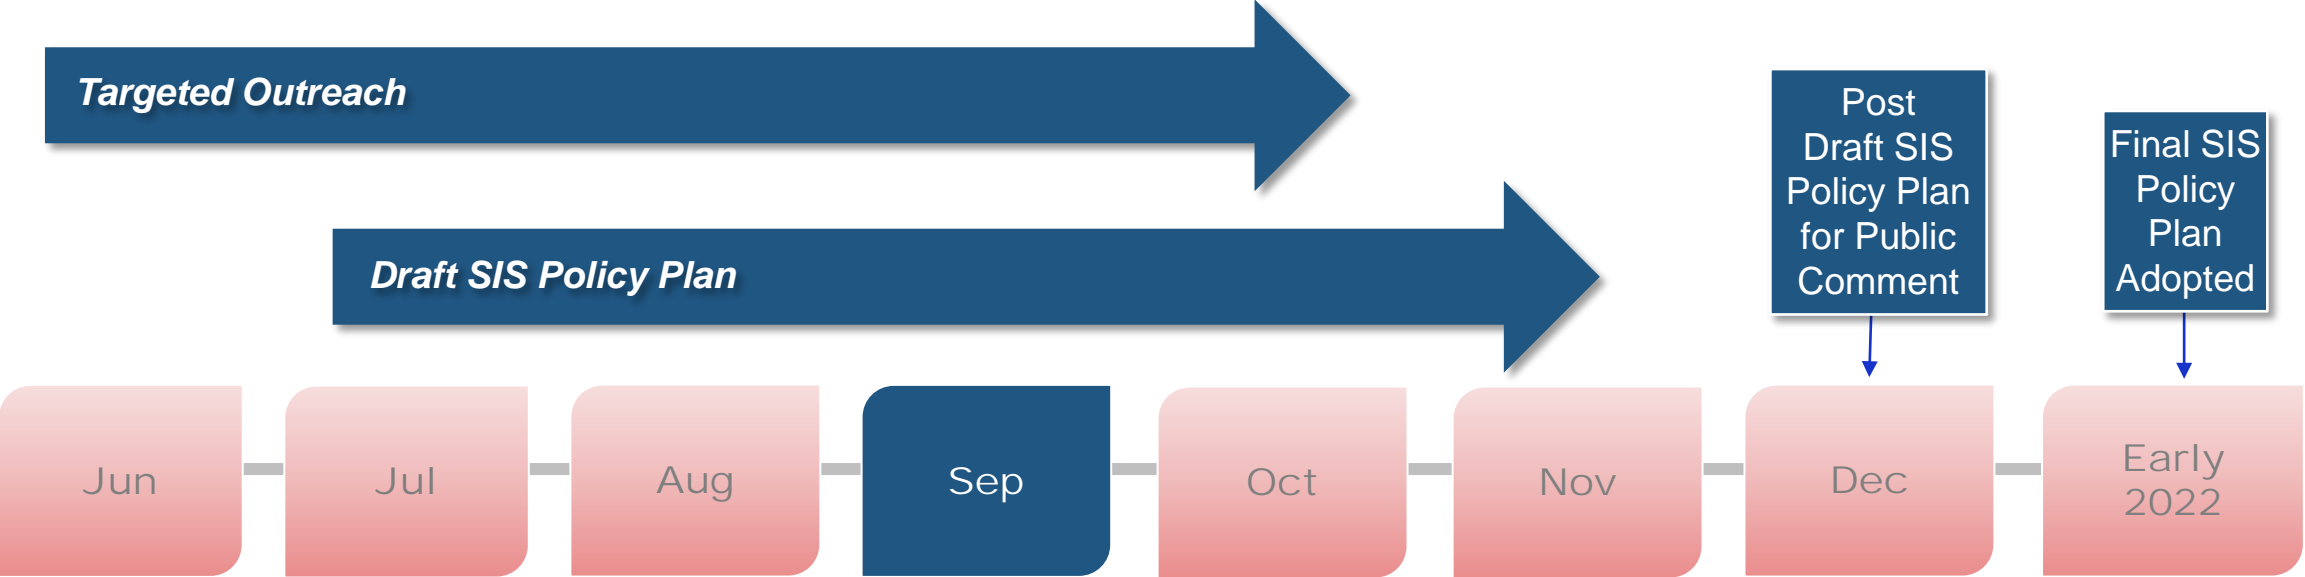 Targeted Outreach
Draft SIS Policy Plan
Post
Draft SIS
Policy Plan
for Public
Comment
Final SIS
Policy
Plan
Adopted
Jun
Jul
Aug
Sep
Oct
Nov
Dec
Early
2022